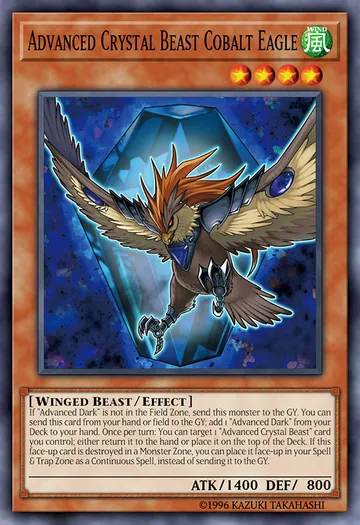 Advanced Crystal Beast Cobalt Eagle
WIND
風
[Winged Beast/Effect]
If "Advanced Dark" is not in the Field Zone, send this monster to the GY. You can
send this card from your hand or field to the GY; add 1 "Advanced Dark" from your
Deck to your hand. Once per turn: You can target 1 "Advanced Crystal Beast" card
you control; either return it to the hand or place it on the top of the Deck. If this
face-up card is destroyed in a Monster Zone, you can place it face-up in your Spell
& Trap Zone as a Continuous Spell, instead of sending it to the GY.
ATK/1400 DEF/ 800
©1996 KAZUKI TAKAHASHI